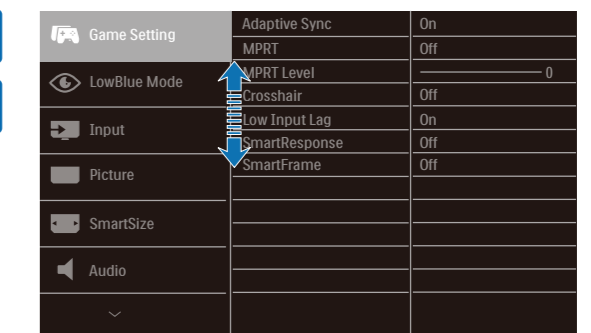 Game Setting
LowBlue Mode
Input
Picture
SmartSize
Audio
Adaptive Sync On
MPRT Off
MPRT Level 0
Crosshair Off
Low Input Lag On
SmartResponse Off
SmartFrame Off